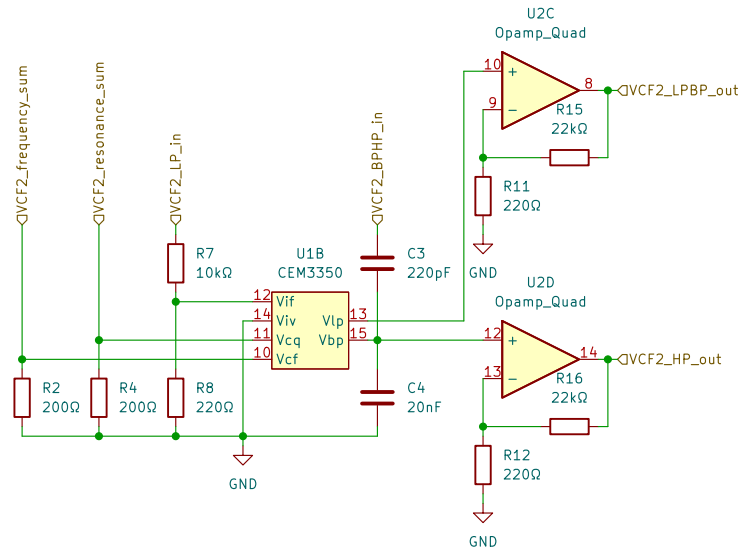 U2C
Opamp_Quad
10
+
9
−
8
VCF2_LPBP_out
R15
22kΩ
R11
220Ω
GND
VCF2_frequency_sum
VCF2_resonance_sum
VCF2_LP_in
VCF2_BPHP_in
R7
10kΩ
U1B
CEM3350
C3
220pF
12 Vif
14 Viv
11 Vcq
10 Vcf
Vlp 13
Vbp 15
U2D
Opamp_Quad
12
+
13
−
14
VCF2_HP_out
R16
22kΩ
R2
200Ω
R4
200Ω
R8
220Ω
C4
20nF
R12
220Ω
GND
GND